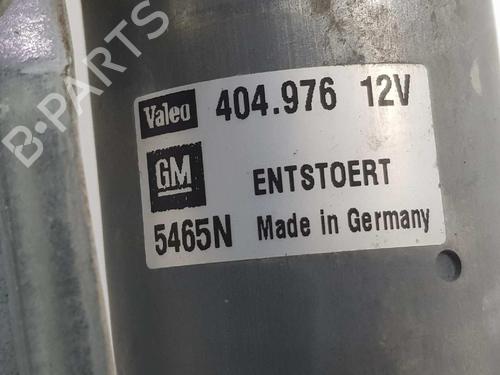 B-PARTS
Valeo 404.976 12V
GM ENTSTOERT
5465N Made in Germany